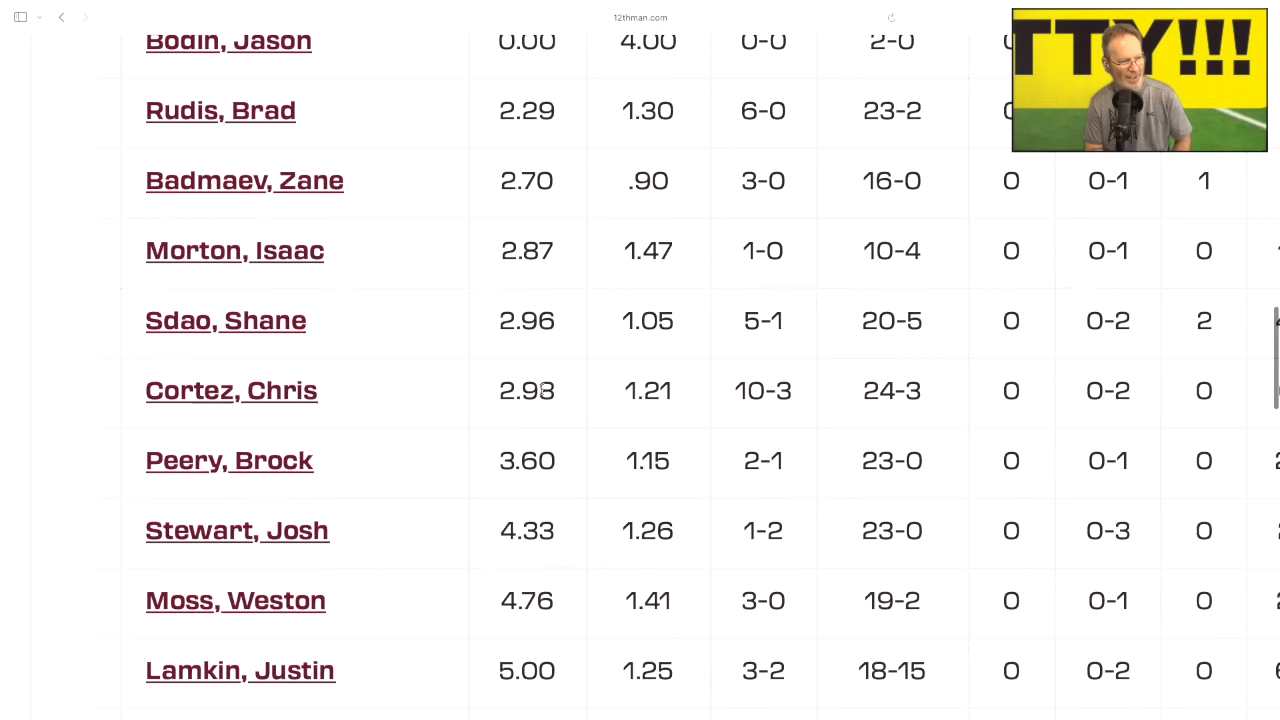 12thman.com
TTY!!!
Bodin, Jason 0.00 4.00 0-0 2-0
Rudis, Brad 2.29 1.30 6-0 23-2
Badmaev, Zane 2.70 .90 3-0 16-0 0 0-1 1
Morton, Isaac 2.87 1.47 1-0 10-4 0 0-1 0
Sdao, Shane 2.96 1.05 5-1 20-5 0 0-2 2
Cortez, Chris 2.98 1.21 10-3 24-3 0 0-2 0
Peery, Brock 3.60 1.15 2-1 23-0 0 0-1 0
Stewart, Josh 4.33 1.26 1-2 23-0 0 0-3 0
Moss, Weston 4.76 1.41 3-0 19-2 0 0-1 0
Lamkin, Justin 5.00 1.25 3-2 18-15 0 0-2 0